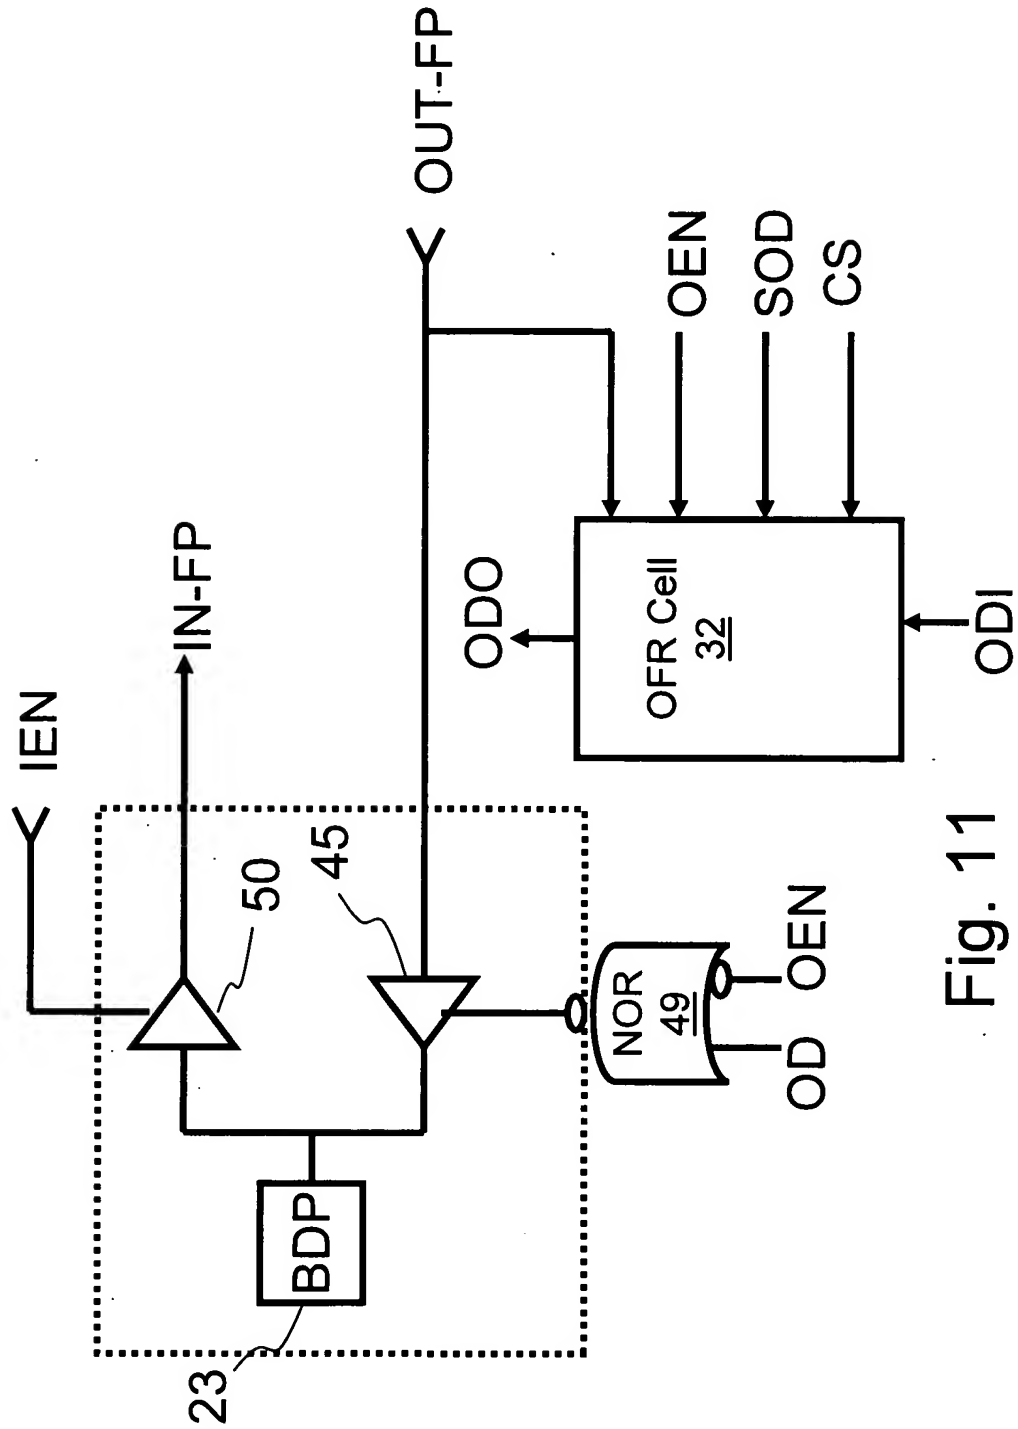 IEN
IN-FP
OUT-FP
50
45
BDP
23
ODO
OFR Cell
32
OEN
SOD
CS
ODI
NOR
49
OD
OEN
Fig. 11